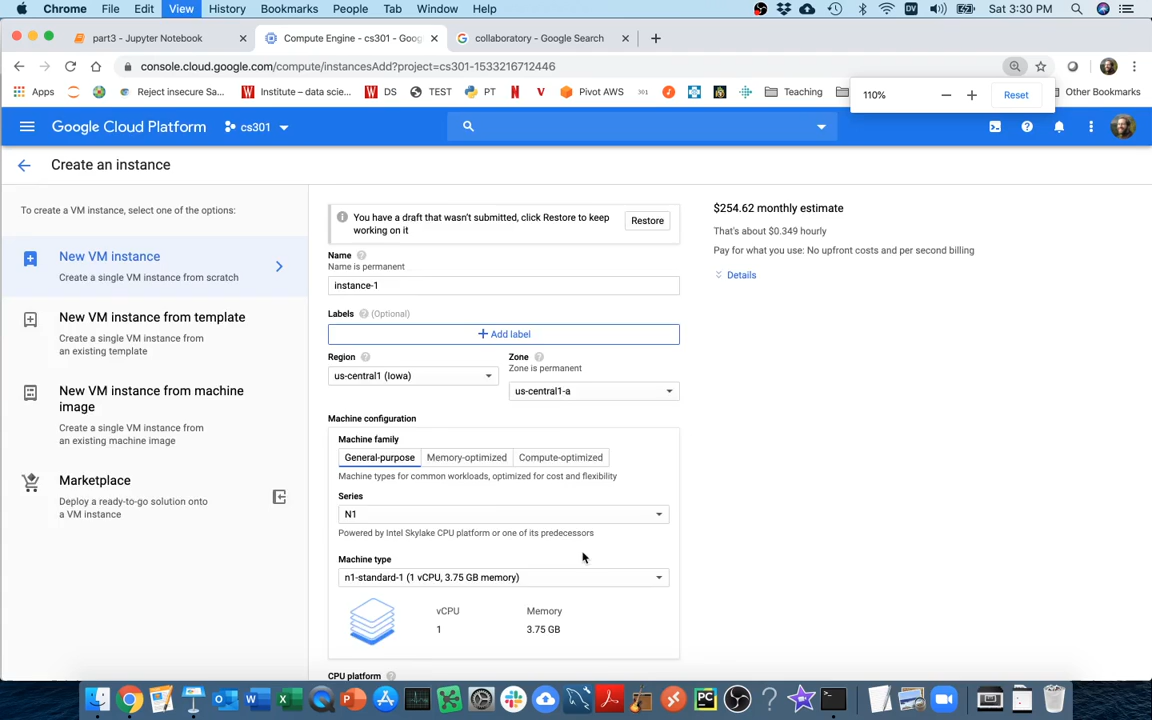 Chrome File Edit View History Bookmarks People Tab Window Help DV Sat 3:30 PM
part3 - Jupyter Notebook × Compute Engine - cs301 - Goog × collaboratory - Google Search × +
console.cloud.google.com/compute/instancesAdd?project=cs301-1533216712446
Apps Reject insecure Sa... Institute – data scie... DS TEST PT Pivot AWS 301 Teaching Other Bookmarks
110% − + Reset
Google Cloud Platform cs301
Create an instance
To create a VM instance, select one of the options:
New VM instance
Create a single VM instance from scratch
New VM instance from template
Create a single VM instance from
an existing template
New VM instance from machine
image
Create a single VM instance from
an existing machine image
Marketplace
Deploy a ready-to-go solution onto
a VM instance
You have a draft that wasn't submitted, click Restore to keep
working on it
Restore
Name
Name is permanent
instance-1
Labels (Optional)
+ Add label
Region
us-central1 (Iowa)
Zone
Zone is permanent
us-central1-a
Machine configuration
Machine family
General-purpose Memory-optimized Compute-optimized
Machine types for common workloads, optimized for cost and flexibility
Series
N1
Powered by Intel Skylake CPU platform or one of its predecessors
Machine type
n1-standard-1 (1 vCPU, 3.75 GB memory)
vCPU Memory
1 3.75 GB
CPU platform
$254.62 monthly estimate
That's about $0.349 hourly
Pay for what you use: No upfront costs and per second billing
Details